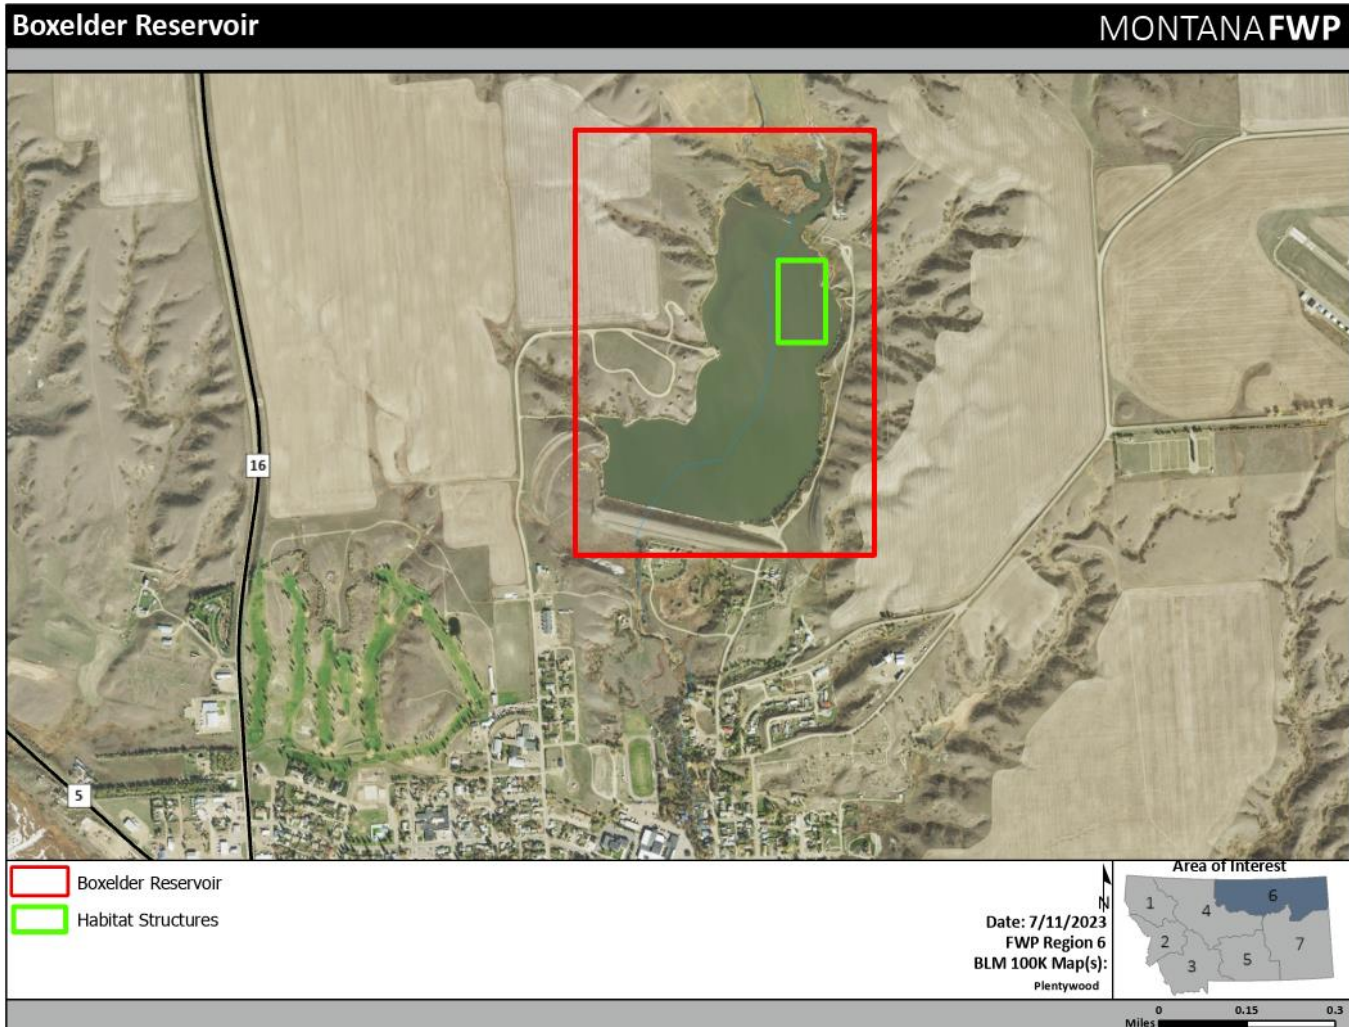 Boxelder Reservoir
MONTANA FWP
16
5
Boxelder Reservoir
Habitat Structures
N
Date: 7/11/2023
FWP Region 6
BLM 100K Map(s):
Plentywood
Area of Interest
1
2
3
4
5
6
7
0 0.15 0.3
Miles